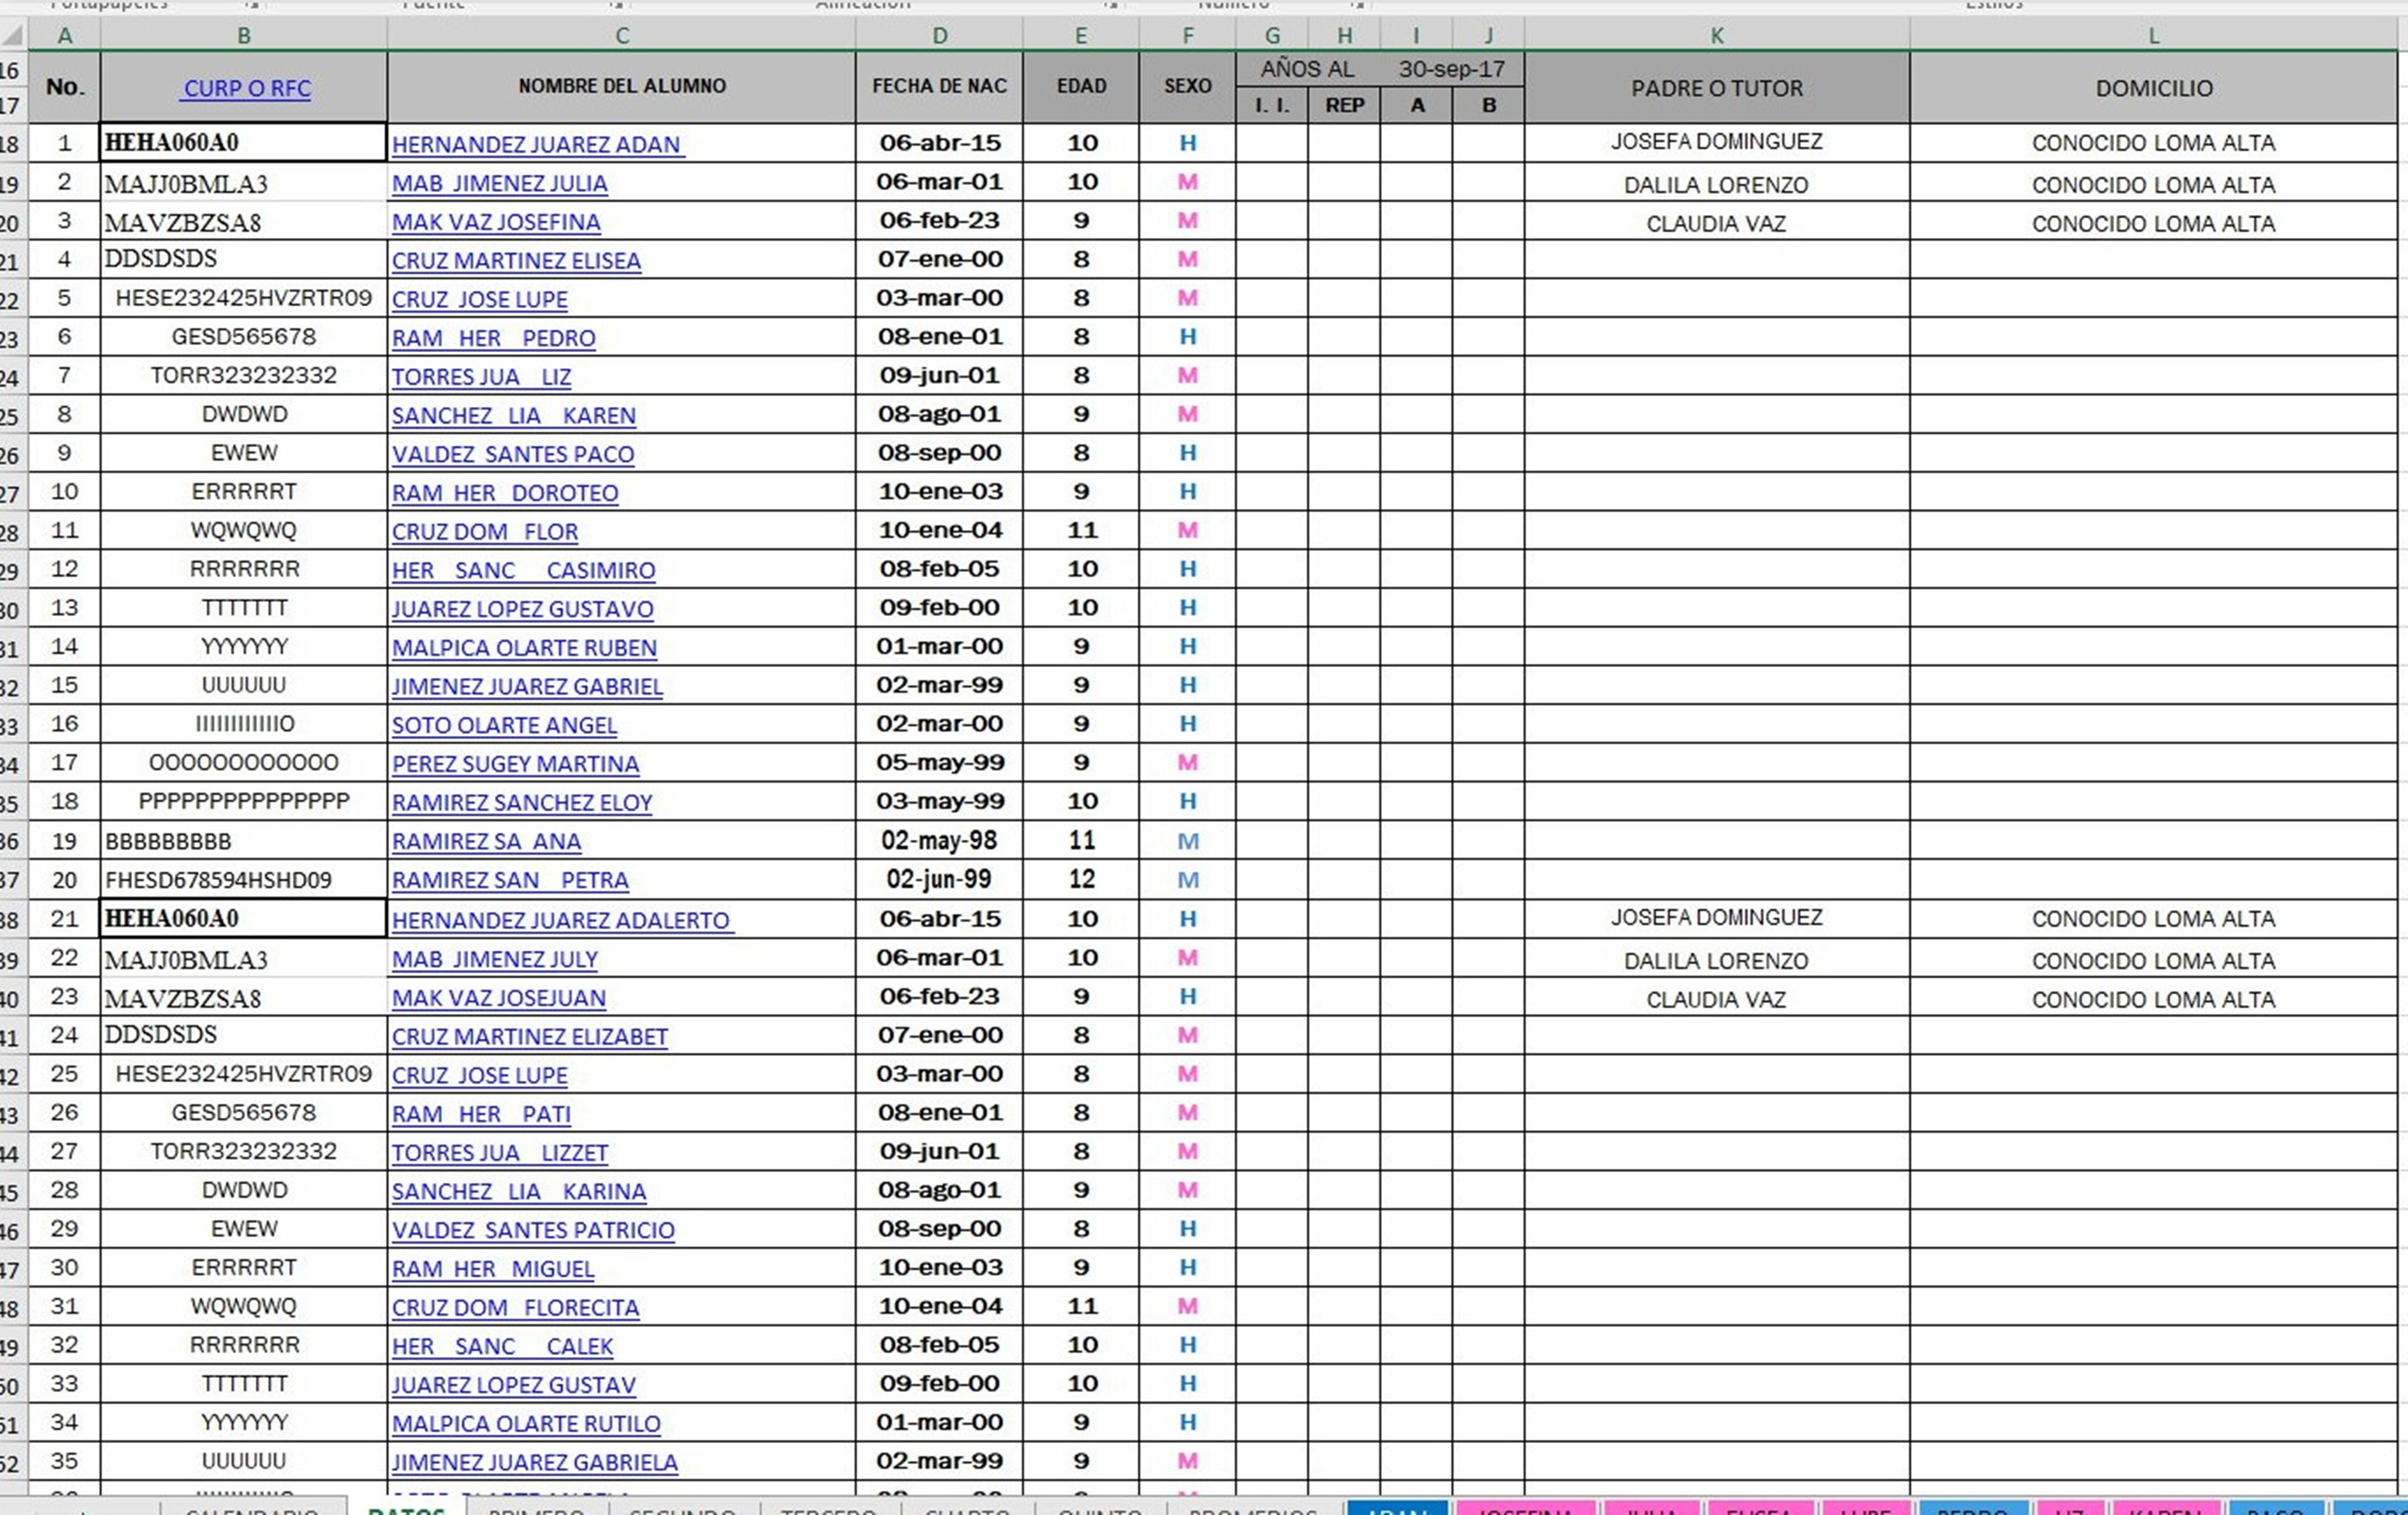 A B C D E F G H I J K L
16 No. CURP O RFC NOMBRE DEL ALUMNO FECHA DE NAC EDAD SEXO AÑOS AL 30-sep-17 PADRE O TUTOR DOMICILIO
17 I. I. REP A B
18 1 HEHA060A0 HERNANDEZ JUAREZ ADAN 06-abr-15 10 H JOSEFA DOMINGUEZ CONOCIDO LOMA ALTA
19 2 MAJJ0BMLA3 MAB JIMENEZ JULIA 06-mar-01 10 M DALILA LORENZO CONOCIDO LOMA ALTA
20 3 MAVZBZSA8 MAK VAZ JOSEFINA 06-feb-23 9 M CLAUDIA VAZ CONOCIDO LOMA ALTA
21 4 DDSDSDS CRUZ MARTINEZ ELISEA 07-ene-00 8 M
22 5 HESE232425HVZRTR09 CRUZ JOSE LUPE 03-mar-00 8 M
23 6 GESD565678 RAM HER PEDRO 08-ene-01 8 H
24 7 TORR323232332 TORRES JUA LIZ 09-jun-01 8 M
25 8 DWDWD SANCHEZ LIA KAREN 08-ago-01 9 M
26 9 EWEW VALDEZ SANTES PACO 08-sep-00 8 H
27 10 ERRRRRT RAM HER DOROTEO 10-ene-03 9 H
28 11 WQWQWQ CRUZ DOM FLOR 10-ene-04 11 M
29 12 RRRRRRR HER SANC CASIMIRO 08-feb-05 10 H
30 13 TTTTTTT JUAREZ LOPEZ GUSTAVO 09-feb-00 10 H
31 14 YYYYYYY MALPICA OLARTE RUBEN 01-mar-00 9 H
32 15 UUUUUU JIMENEZ JUAREZ GABRIEL 02-mar-99 9 H
33 16 IIIIIIIIIIIIO SOTO OLARTE ANGEL 02-mar-00 9 H
34 17 OOOOOOOOOOOO PEREZ SUGEY MARTINA 05-may-99 9 M
35 18 PPPPPPPPPPPPPPP RAMIREZ SANCHEZ ELOY 03-may-99 10 H
36 19 BBBBBBBBB RAMIREZ SA ANA 02-may-98 11 M
37 20 FHESD678594HSHD09 RAMIREZ SAN PETRA 02-jun-99 12 M
38 21 HEHA060A0 HERNANDEZ JUAREZ ADALERTO 06-abr-15 10 H JOSEFA DOMINGUEZ CONOCIDO LOMA ALTA
39 22 MAJJ0BMLA3 MAB JIMENEZ JULY 06-mar-01 10 M DALILA LORENZO CONOCIDO LOMA ALTA
40 23 MAVZBZSA8 MAK VAZ JOSEJUAN 06-feb-23 9 H CLAUDIA VAZ CONOCIDO LOMA ALTA
41 24 DDSDSDS CRUZ MARTINEZ ELIZABET 07-ene-00 8 M
42 25 HESE232425HVZRTR09 CRUZ JOSE LUPE 03-mar-00 8 M
43 26 GESD565678 RAM HER PATI 08-ene-01 8 M
44 27 TORR323232332 TORRES JUA LIZZET 09-jun-01 8 M
45 28 DWDWD SANCHEZ LIA KARINA 08-ago-01 9 M
46 29 EWEW VALDEZ SANTES PATRICIO 08-sep-00 8 H
47 30 ERRRRRT RAM HER MIGUEL 10-ene-03 9 H
48 31 WQWQWQ CRUZ DOM FLORECITA 10-ene-04 11 M
49 32 RRRRRRR HER SANC CALEK 08-feb-05 10 H
50 33 TTTTTTT JUAREZ LOPEZ GUSTAV 09-feb-00 10 H
51 34 YYYYYYY MALPICA OLARTE RUTILO 01-mar-00 9 H
52 35 UUUUUU JIMENEZ JUAREZ GABRIELA 02-mar-99 9 M
CALENDARIO DATOS PRIMERO SEGUNDO TERCERO CUARTO QUINTO PROMEDIOS ADAN JOSEFINA JULIA ELISEA LUPE PEDRO LIZ KAREN PACO